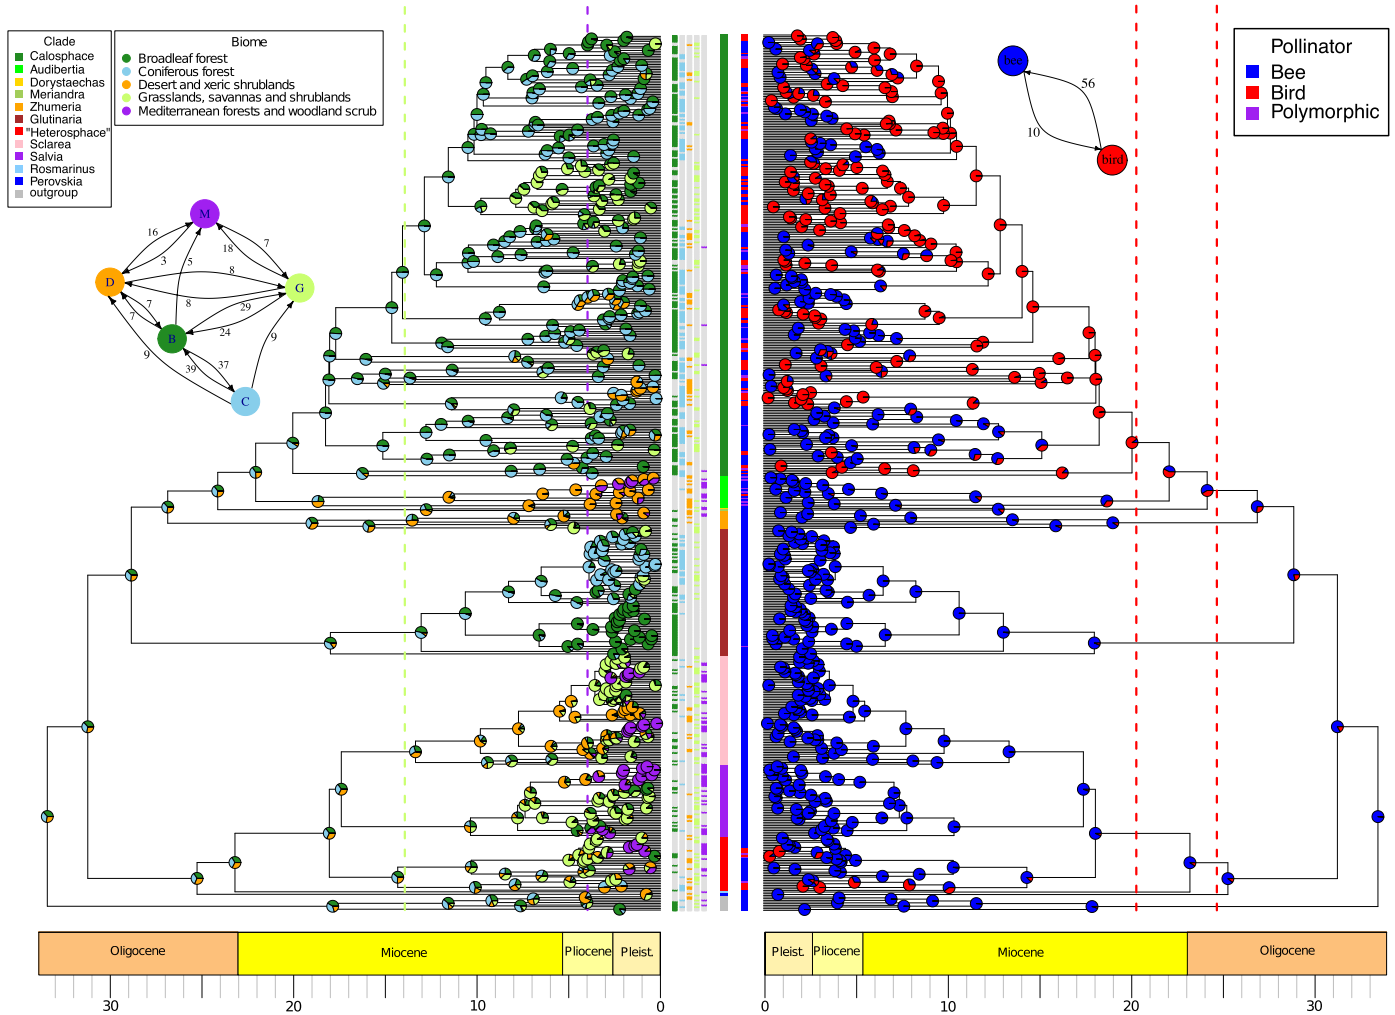 Clade
Calosphace
Audibertia
Dorystaechas
Meriandra
Zhumeria
Glutinaria
"Heterosphace"
Sclarea
Salvia
Rosmarinus
Perovskia
outgroup
Biome
Broadleaf forest
Coniferous forest
Desert and xeric shrublands
Grasslands, savannas and shrublands
Mediterranean forests and woodland scrub
Pollinator
Bee
Bird
Polymorphic
bee
56
10
bird
M
16
3
5
18
7
D
8
G
7
8
29
7
B
24
9
37
39
9
C
Oligocene
Miocene
Pliocene
Pleist.
30
20
10
0
Pleist.
Pliocene
Miocene
Oligocene
0
10
20
30